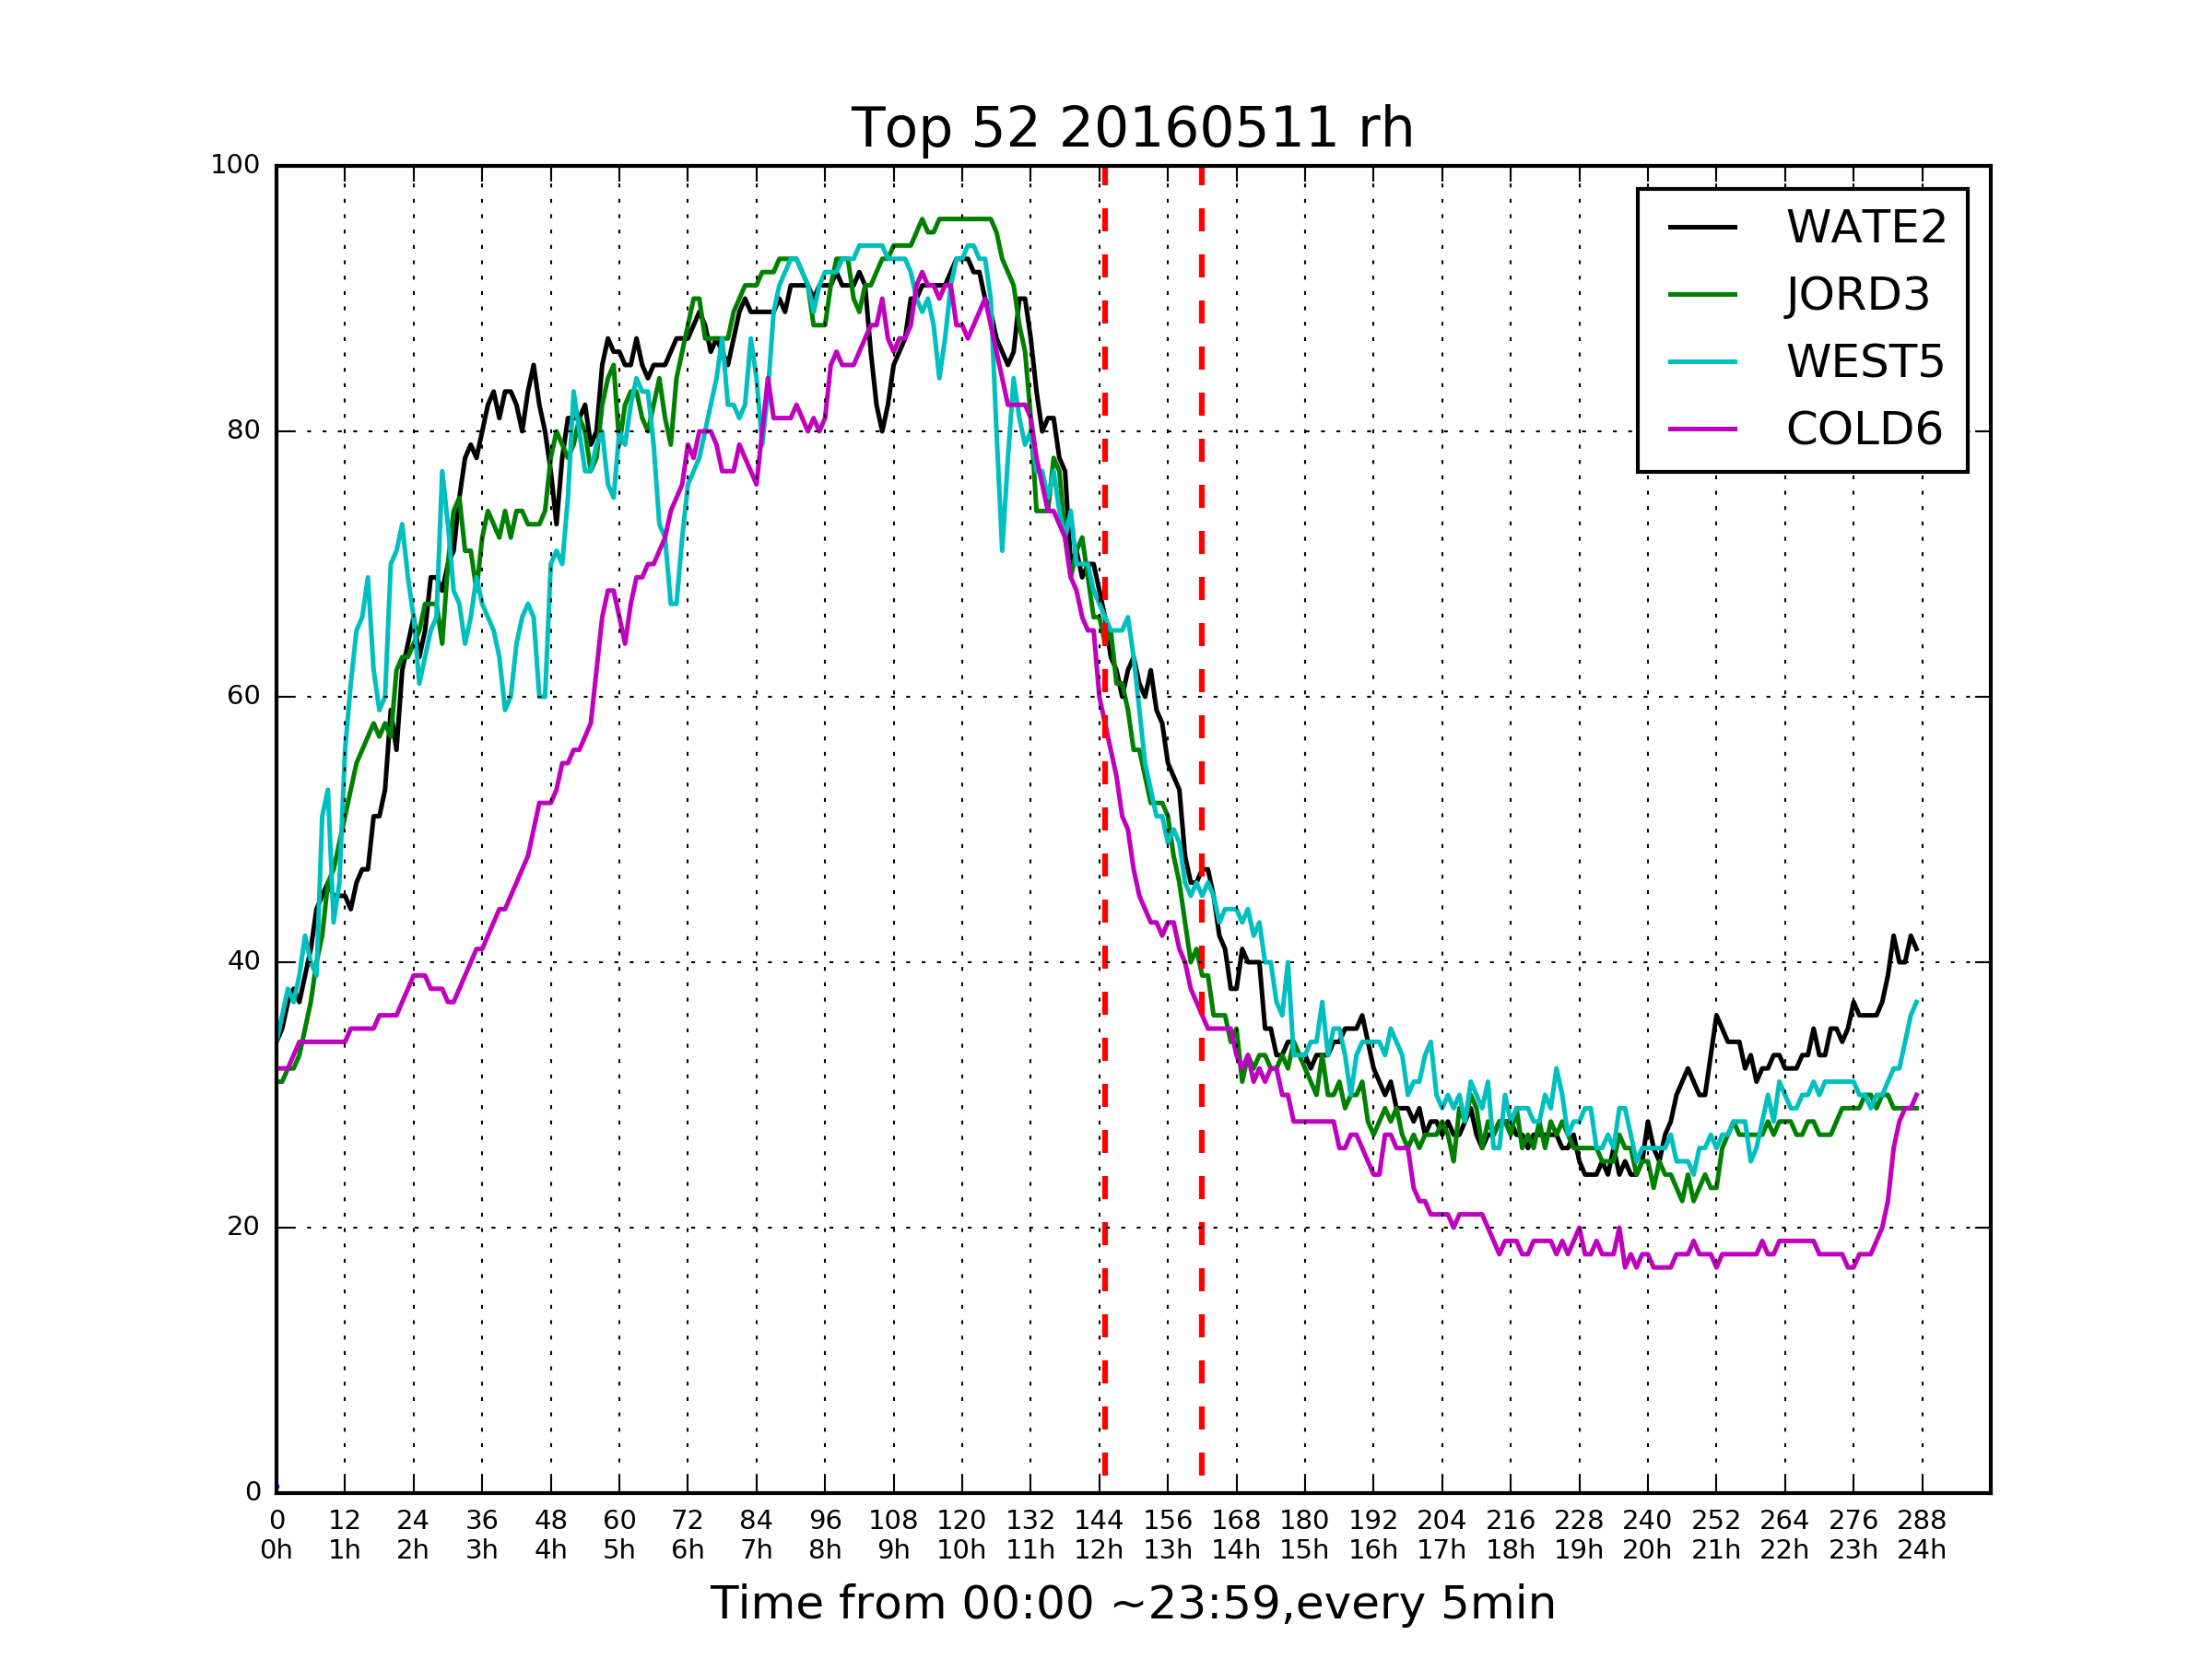 Top 52 20160511 rh
100
80
60
40
20
0
WATE2
JORD3
WEST5
COLD6
0 12 24 36 48 60 72 84 96 108 120 132 144 156 168 180 192 204 216 228 240 252 264 276 288
0h 1h 2h 3h 4h 5h 6h 7h 8h 9h 10h 11h 12h 13h 14h 15h 16h 17h 18h 19h 20h 21h 22h 23h 24h
Time from 00:00 ~23:59,every 5min